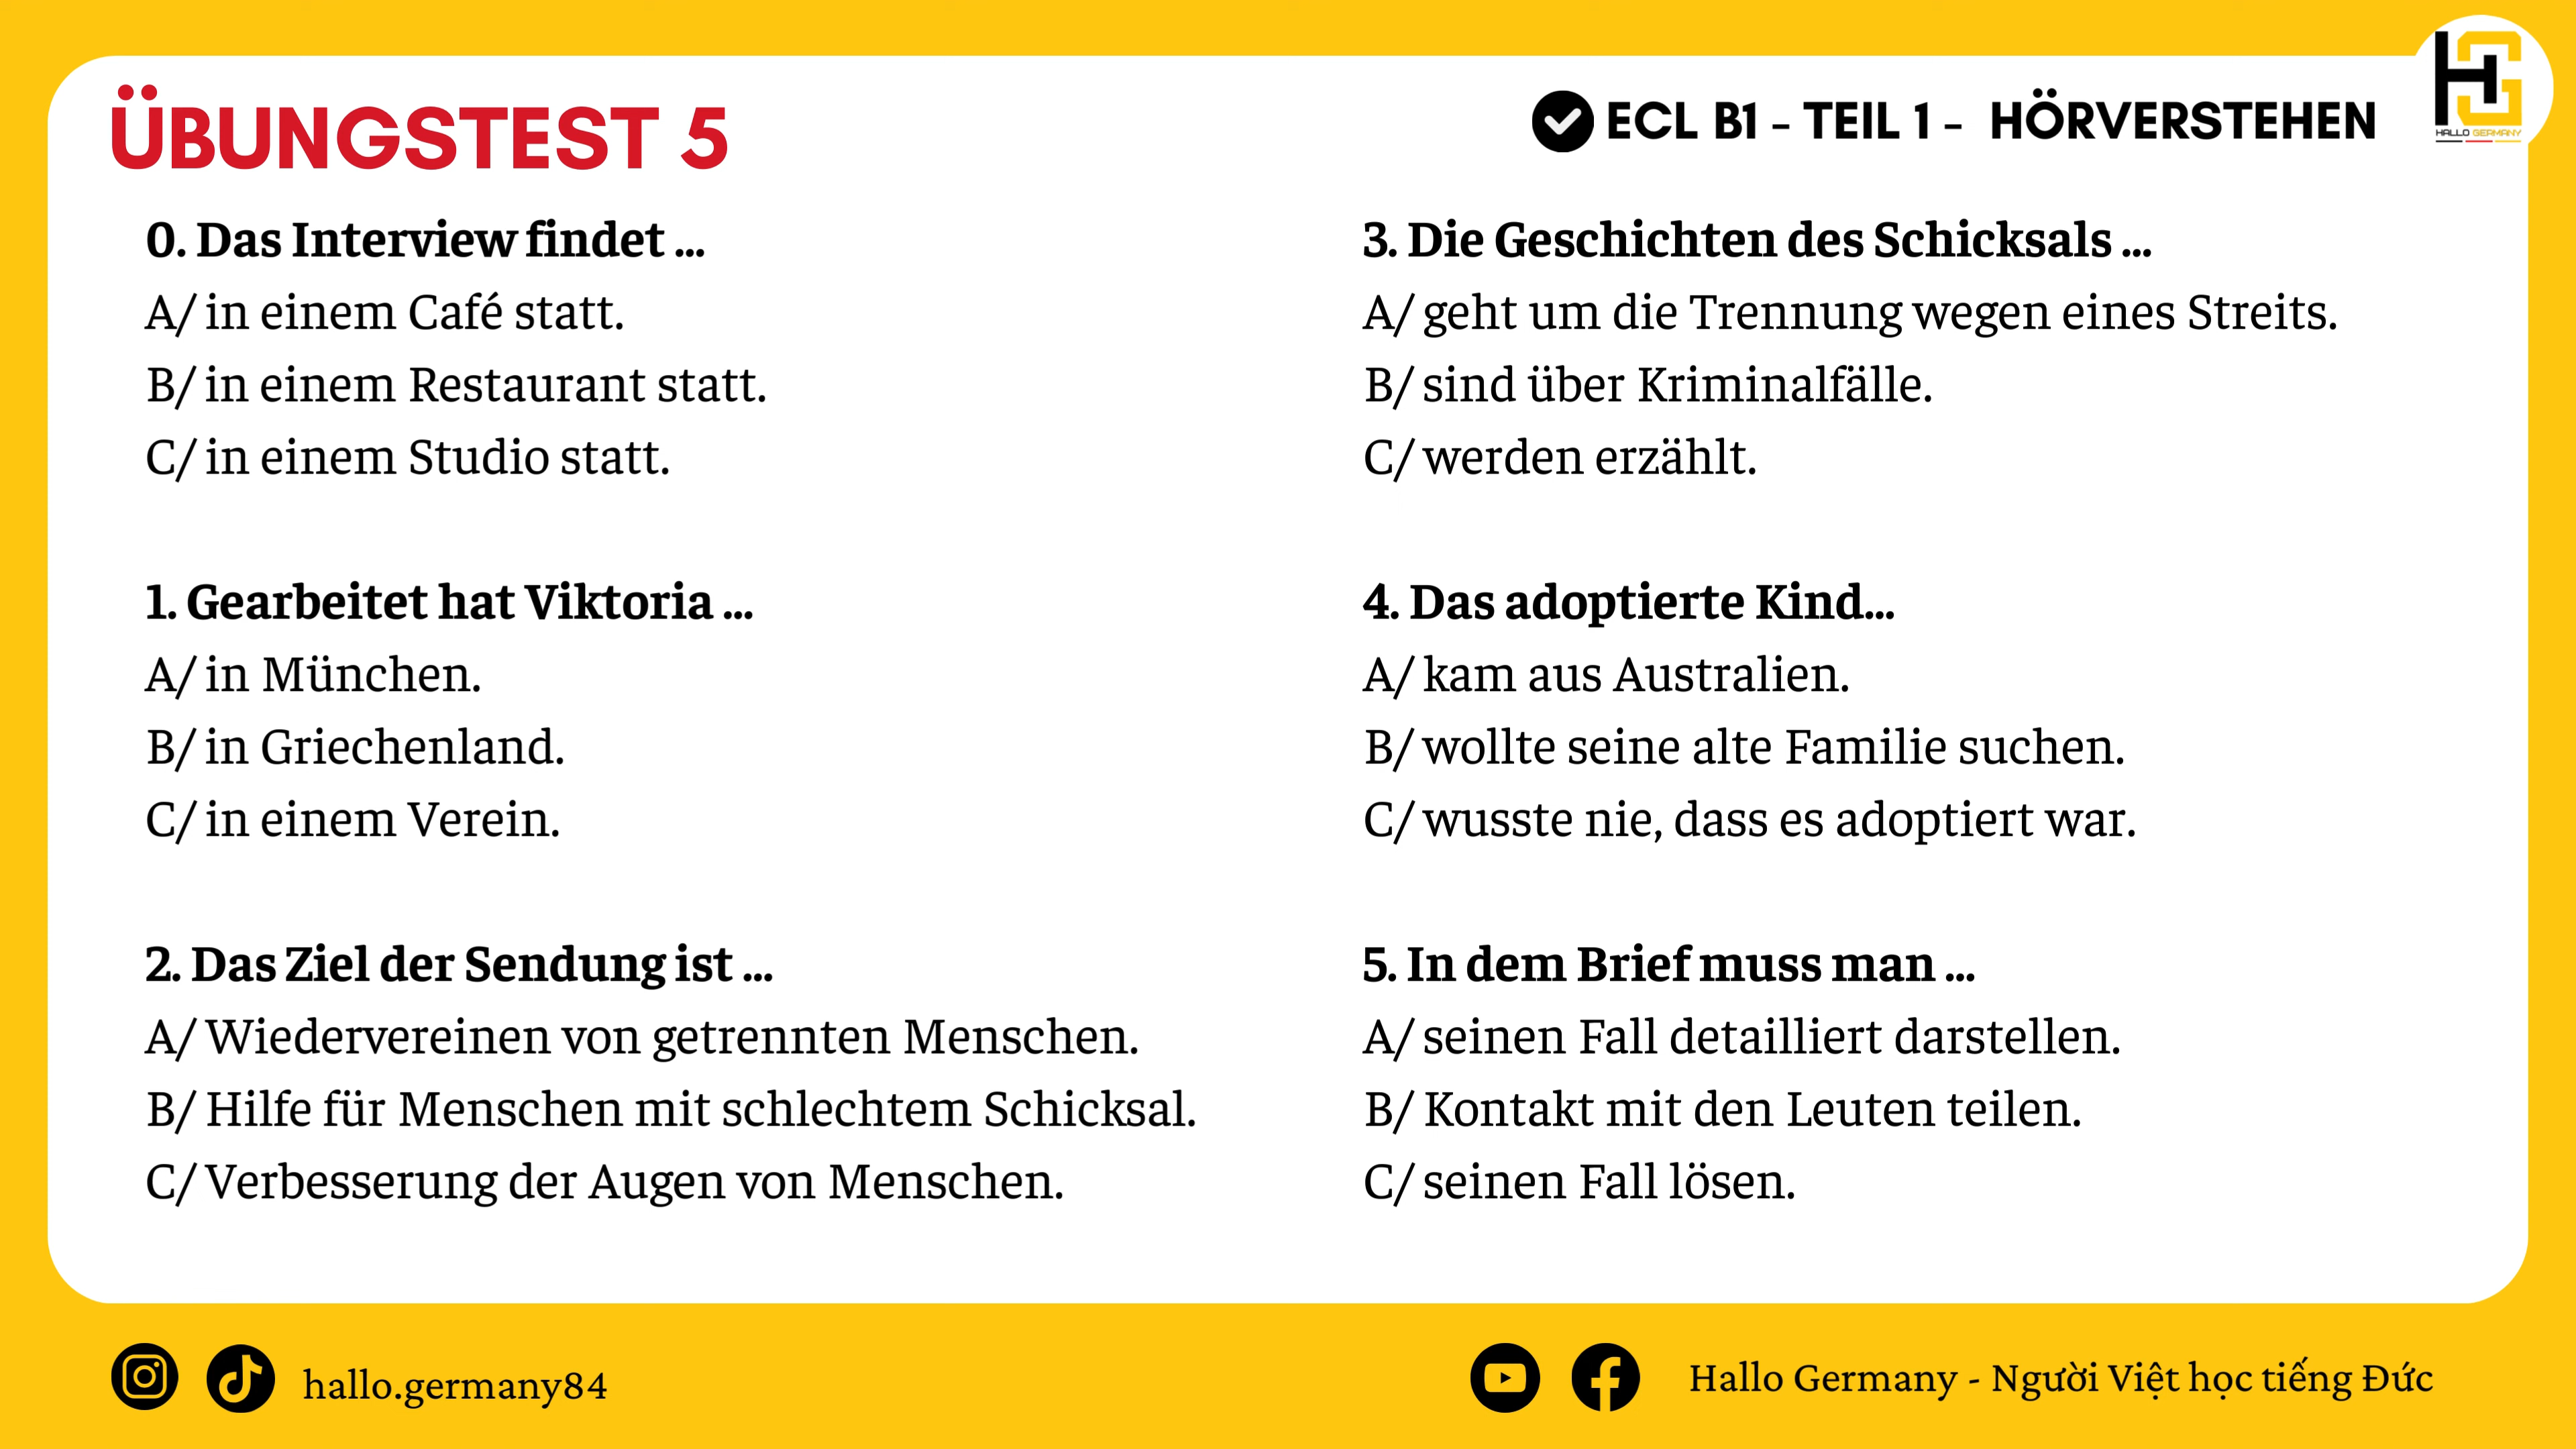 ÜBUNGSTEST 5
ECL B1 - TEIL 1 - HÖRVERSTEHEN
HALLO GERMANY
0. Das Interview findet ...
A/ in einem Café statt.
B/ in einem Restaurant statt.
C/ in einem Studio statt.
1. Gearbeitet hat Viktoria ...
A/ in München.
B/ in Griechenland.
C/ in einem Verein.
2. Das Ziel der Sendung ist ...
A/ Wiedervereinen von getrennten Menschen.
B/ Hilfe für Menschen mit schlechtem Schicksal.
C/ Verbesserung der Augen von Menschen.
3. Die Geschichten des Schicksals ...
A/ geht um die Trennung wegen eines Streits.
B/ sind über Kriminalfälle.
C/ werden erzählt.
4. Das adoptierte Kind...
A/ kam aus Australien.
B/ wollte seine alte Familie suchen.
C/ wusste nie, dass es adoptiert war.
5. In dem Brief muss man ...
A/ seinen Fall detailliert darstellen.
B/ Kontakt mit den Leuten teilen.
C/ seinen Fall lösen.
hallo.germany84
Hallo Germany - Người Việt học tiếng Đức